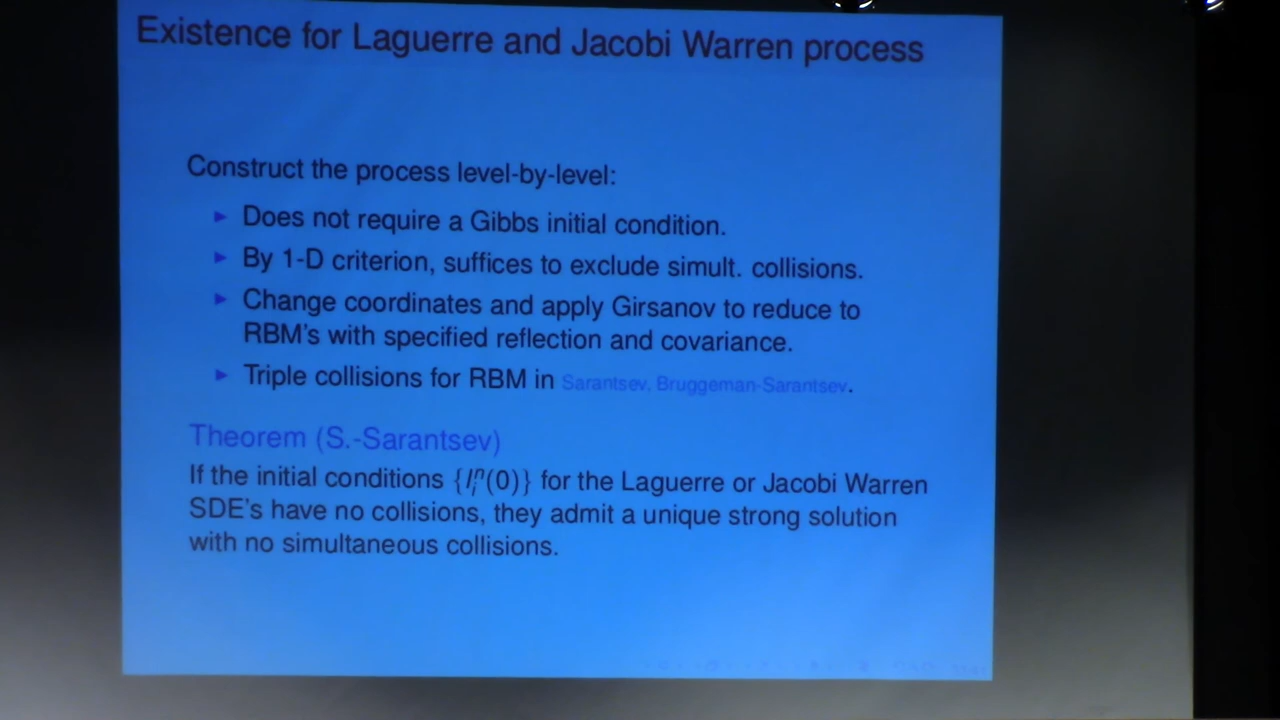 Existence for Laguerre and Jacobi Warren process
Construct the process level-by-level:
▶ Does not require a Gibbs initial condition.
▶ By 1-D criterion, suffices to exclude simult. collisions.
▶ Change coordinates and apply Girsanov to reduce to
RBM's with specified reflection and covariance.
▶ Triple collisions for RBM in Sarantsev, Bruggeman-Sarantsev.
Theorem (S.-Sarantsev)
If the initial conditions {l_i^n(0)} for the Laguerre or Jacobi Warren
SDE's have no collisions, they admit a unique strong solution
with no simultaneous collisions.